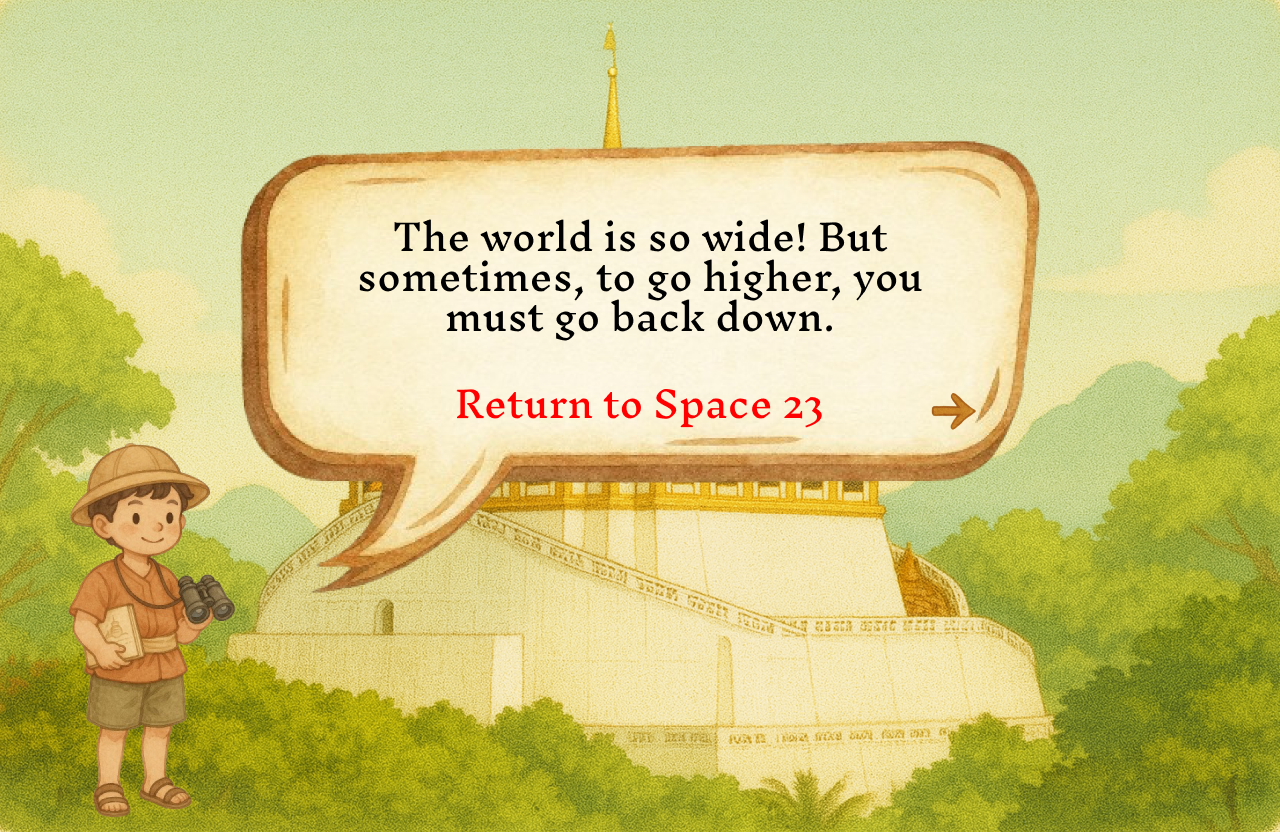 The world is so wide! But
sometimes, to go higher, you
must go back down.
Return to Space 23